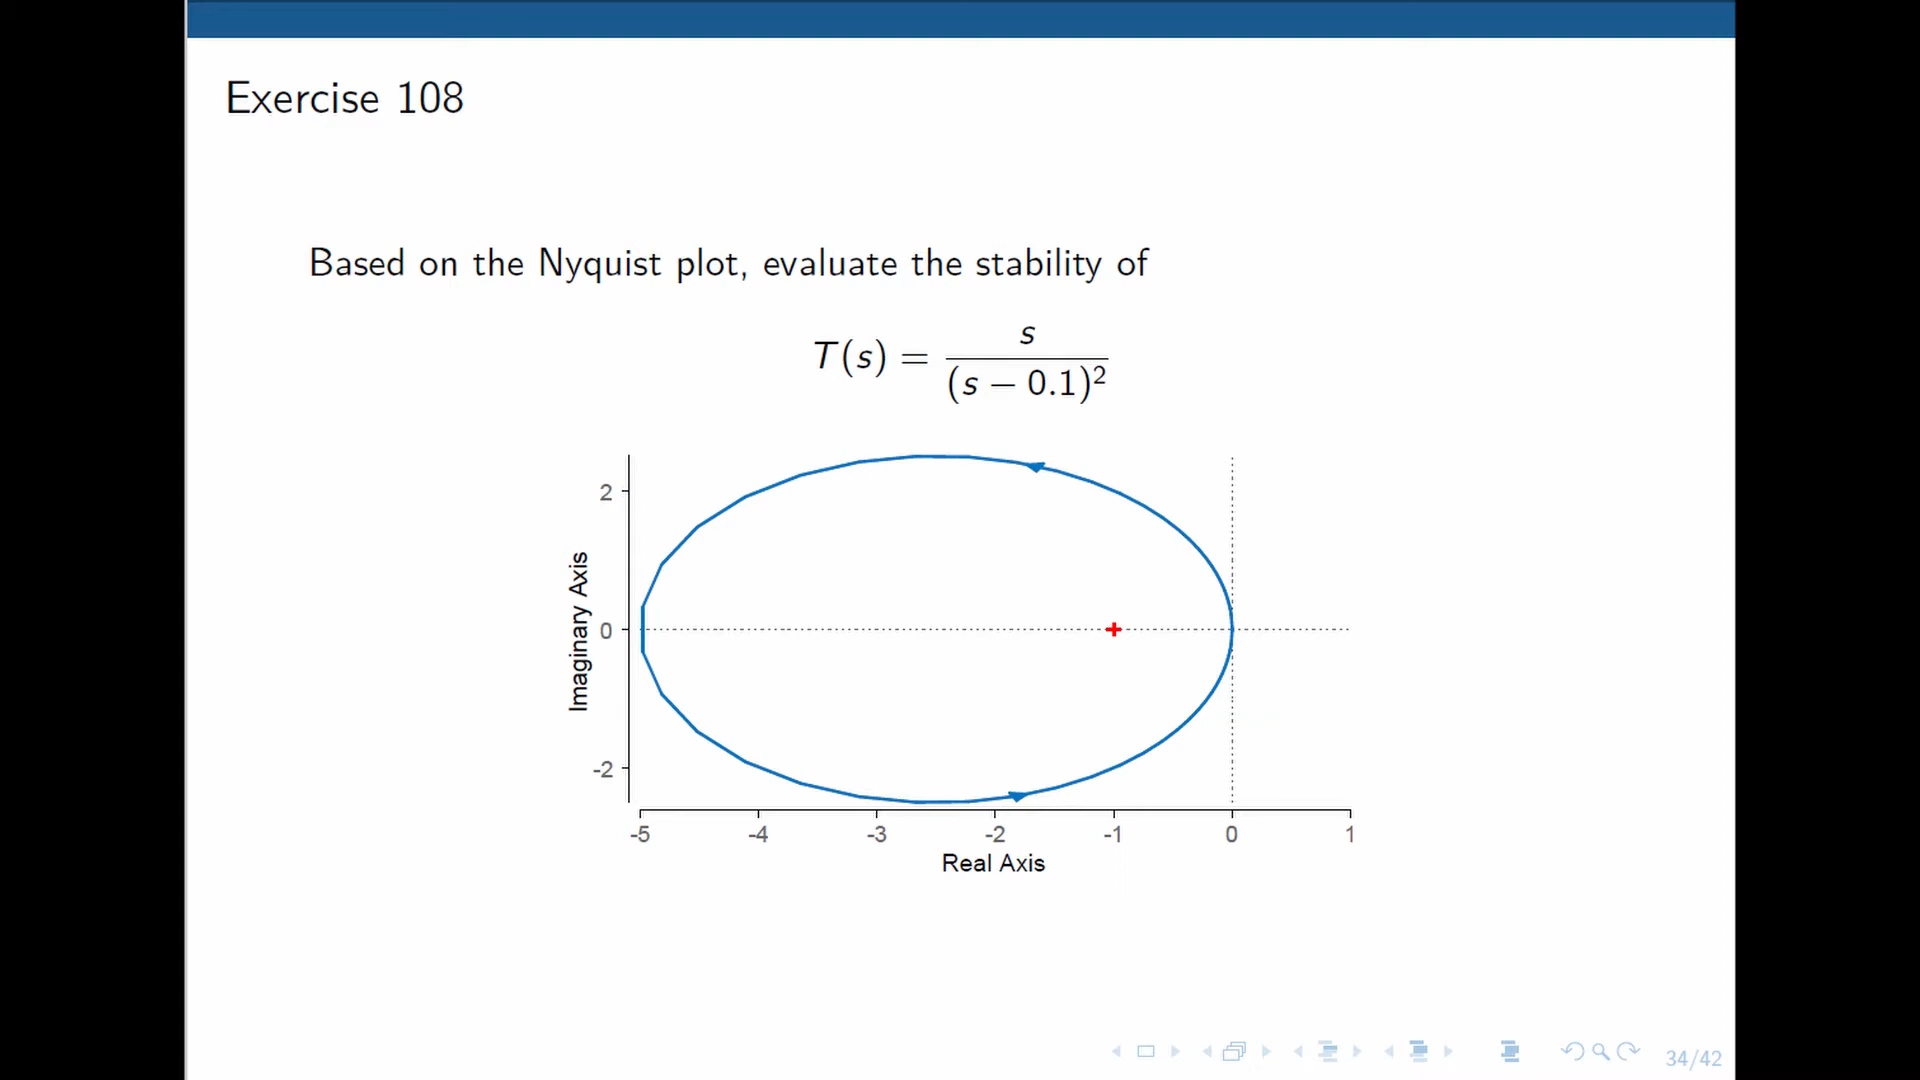 Exercise 108
Based on the Nyquist plot, evaluate the stability of
T(s) = s / (s − 0.1)²
2
0
-2
Imaginary Axis
-5 -4 -3 -2 -1 0 1
Real Axis
34/42